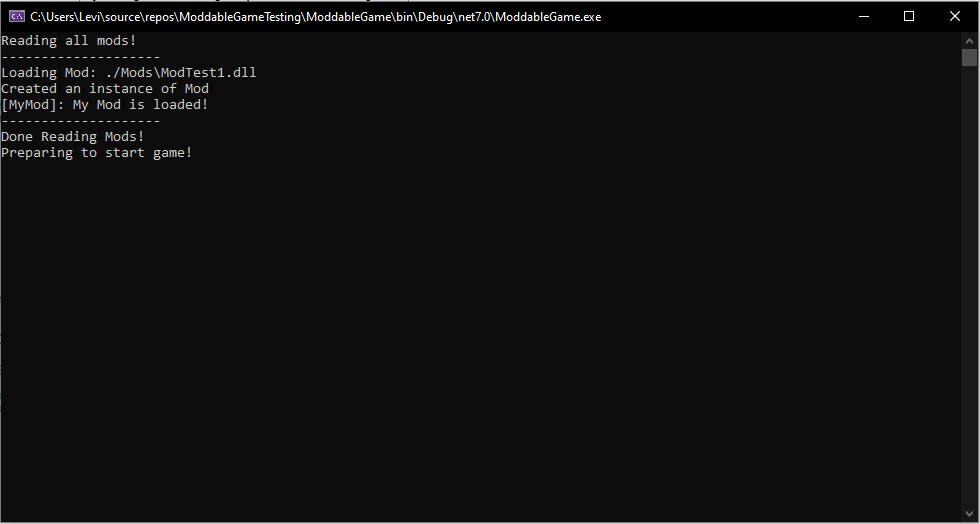 C:\Users\Levi\source\repos\ModdableGameTesting\ModdableGame\bin\Debug\net7.0\ModdableGame.exe
Reading all mods!
--------------------
Loading Mod: ./Mods\ModTest1.dll
Created an instance of Mod
[MyMod]: My Mod is loaded!
--------------------
Done Reading Mods!
Preparing to start game!